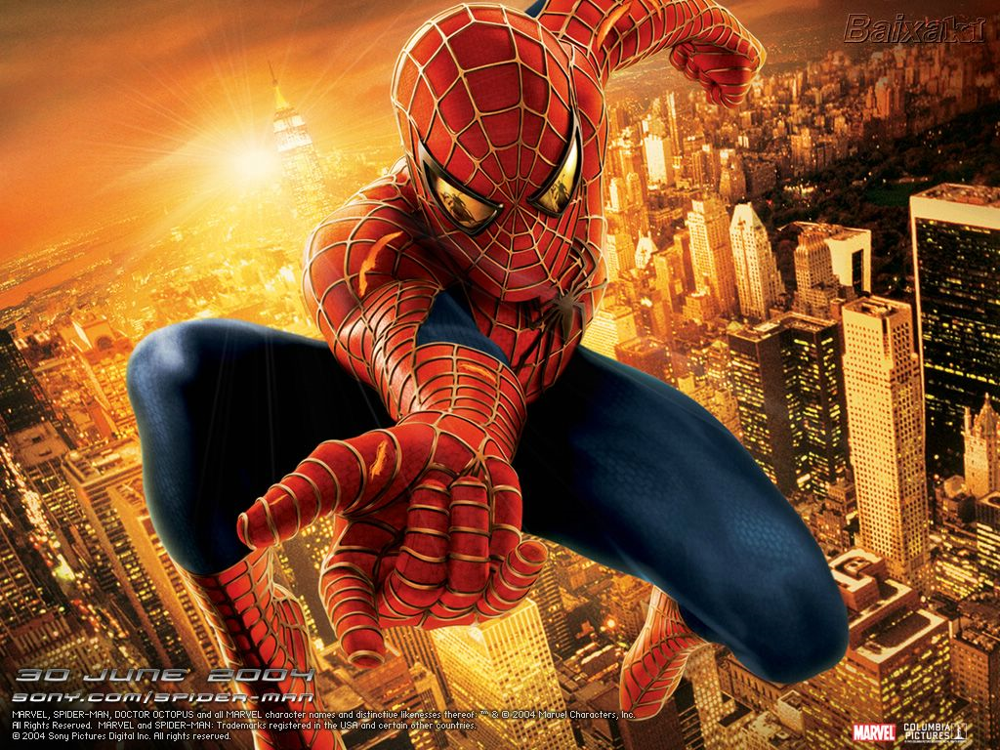 Baixaki
30 JUNE 2004
SONY.COM/SPIDER-MAN
MARVEL, SPIDER-MAN, DOCTOR OCTOPUS and all MARVEL character names and distinctive likenesses thereof: ™ & © 2004 Marvel Characters, Inc.
All Rights Reserved. MARVEL and SPIDER-MAN: Trademarks registered in the USA and certain other countries.
© 2004 Sony Pictures Digital Inc. All rights reserved.
MARVEL
COLUMBIA
PICTURES